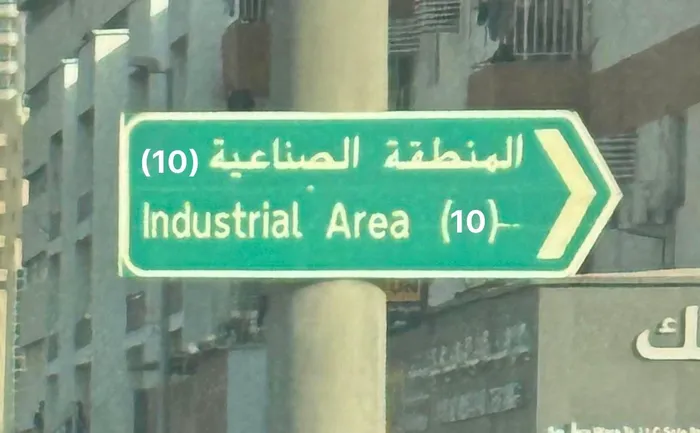 المنطقة الصناعية (10)
Industrial Area (10)